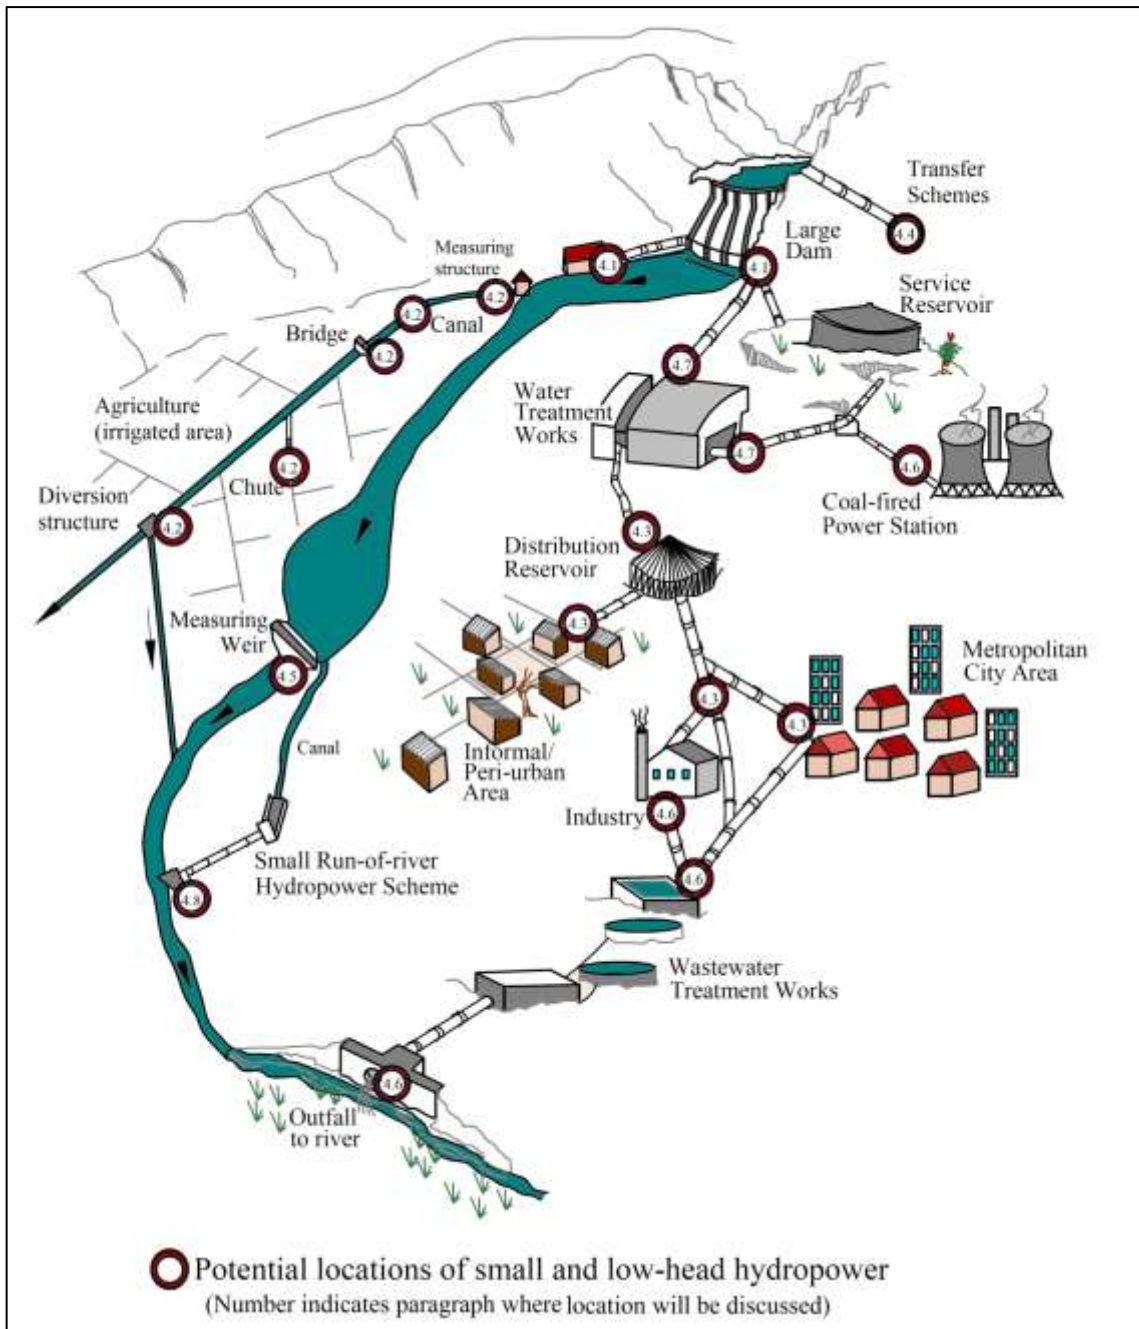 Transfer
Schemes
4.4
Large
Dam
4.1
4.1
Measuring
structure
4.2
Canal
4.2
Bridge
4.2
Service
Reservoir
4.7
Water
Treatment
Works
4.7
4.6
Coal-fired
Power Station
Agriculture
(irrigated area)
4.2
Chute
Diversion
structure
4.2
4.3
Distribution
Reservoir
4.3
Measuring
Weir
4.5
Metropolitan
City Area
4.3
4.3
Canal
Informal/
Peri-urban
Area
Industry
4.6
Small Run-of-river
Hydropower Scheme
4.8
4.6
Wastewater
Treatment Works
4.6
Outfall
to river
Potential locations of small and low-head hydropower
(Number indicates paragraph where location will be discussed)